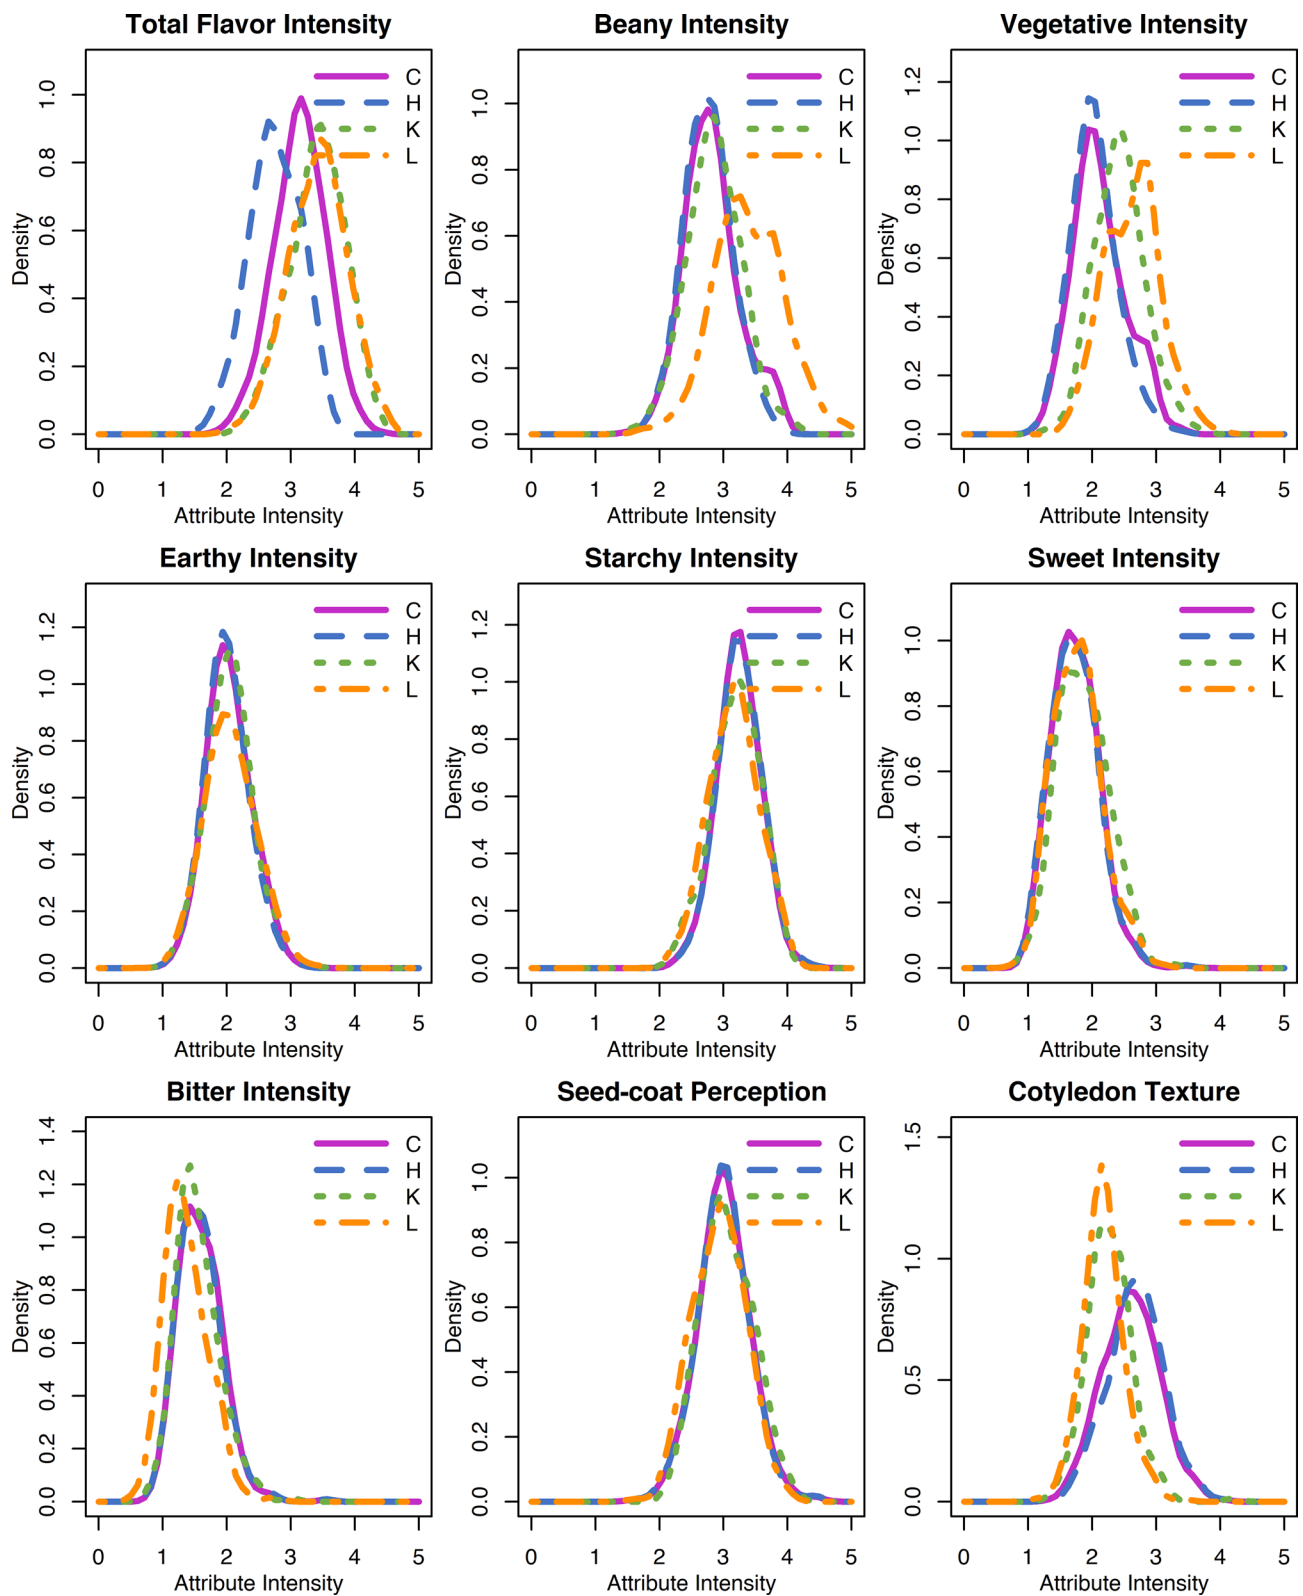 Total Flavor Intensity
Density
0.0 0.2 0.4 0.6 0.8 1.0
C
H
K
L
0 1 2 3 4 5
Attribute Intensity
Beany Intensity
Density
0.0 0.2 0.4 0.6 0.8 1.0
C
H
K
L
0 1 2 3 4 5
Attribute Intensity
Vegetative Intensity
Density
0.0 0.2 0.4 0.6 0.8 1.0 1.2
C
H
K
L
0 1 2 3 4 5
Attribute Intensity
Earthy Intensity
Density
0.0 0.2 0.4 0.6 0.8 1.0 1.2
C
H
K
L
0 1 2 3 4 5
Attribute Intensity
Starchy Intensity
Density
0.0 0.2 0.4 0.6 0.8 1.0 1.2
C
H
K
L
0 1 2 3 4 5
Attribute Intensity
Sweet Intensity
Density
0.0 0.2 0.4 0.6 0.8 1.0
C
H
K
L
0 1 2 3 4 5
Attribute Intensity
Bitter Intensity
Density
0.0 0.2 0.4 0.6 0.8 1.0 1.2 1.4
C
H
K
L
0 1 2 3 4 5
Attribute Intensity
Seed-coat Perception
Density
0.0 0.2 0.4 0.6 0.8 1.0
C
H
K
L
0 1 2 3 4 5
Attribute Intensity
Cotyledon Texture
Density
0.0 0.5 1.0 1.5
C
H
K
L
0 1 2 3 4 5
Attribute Intensity